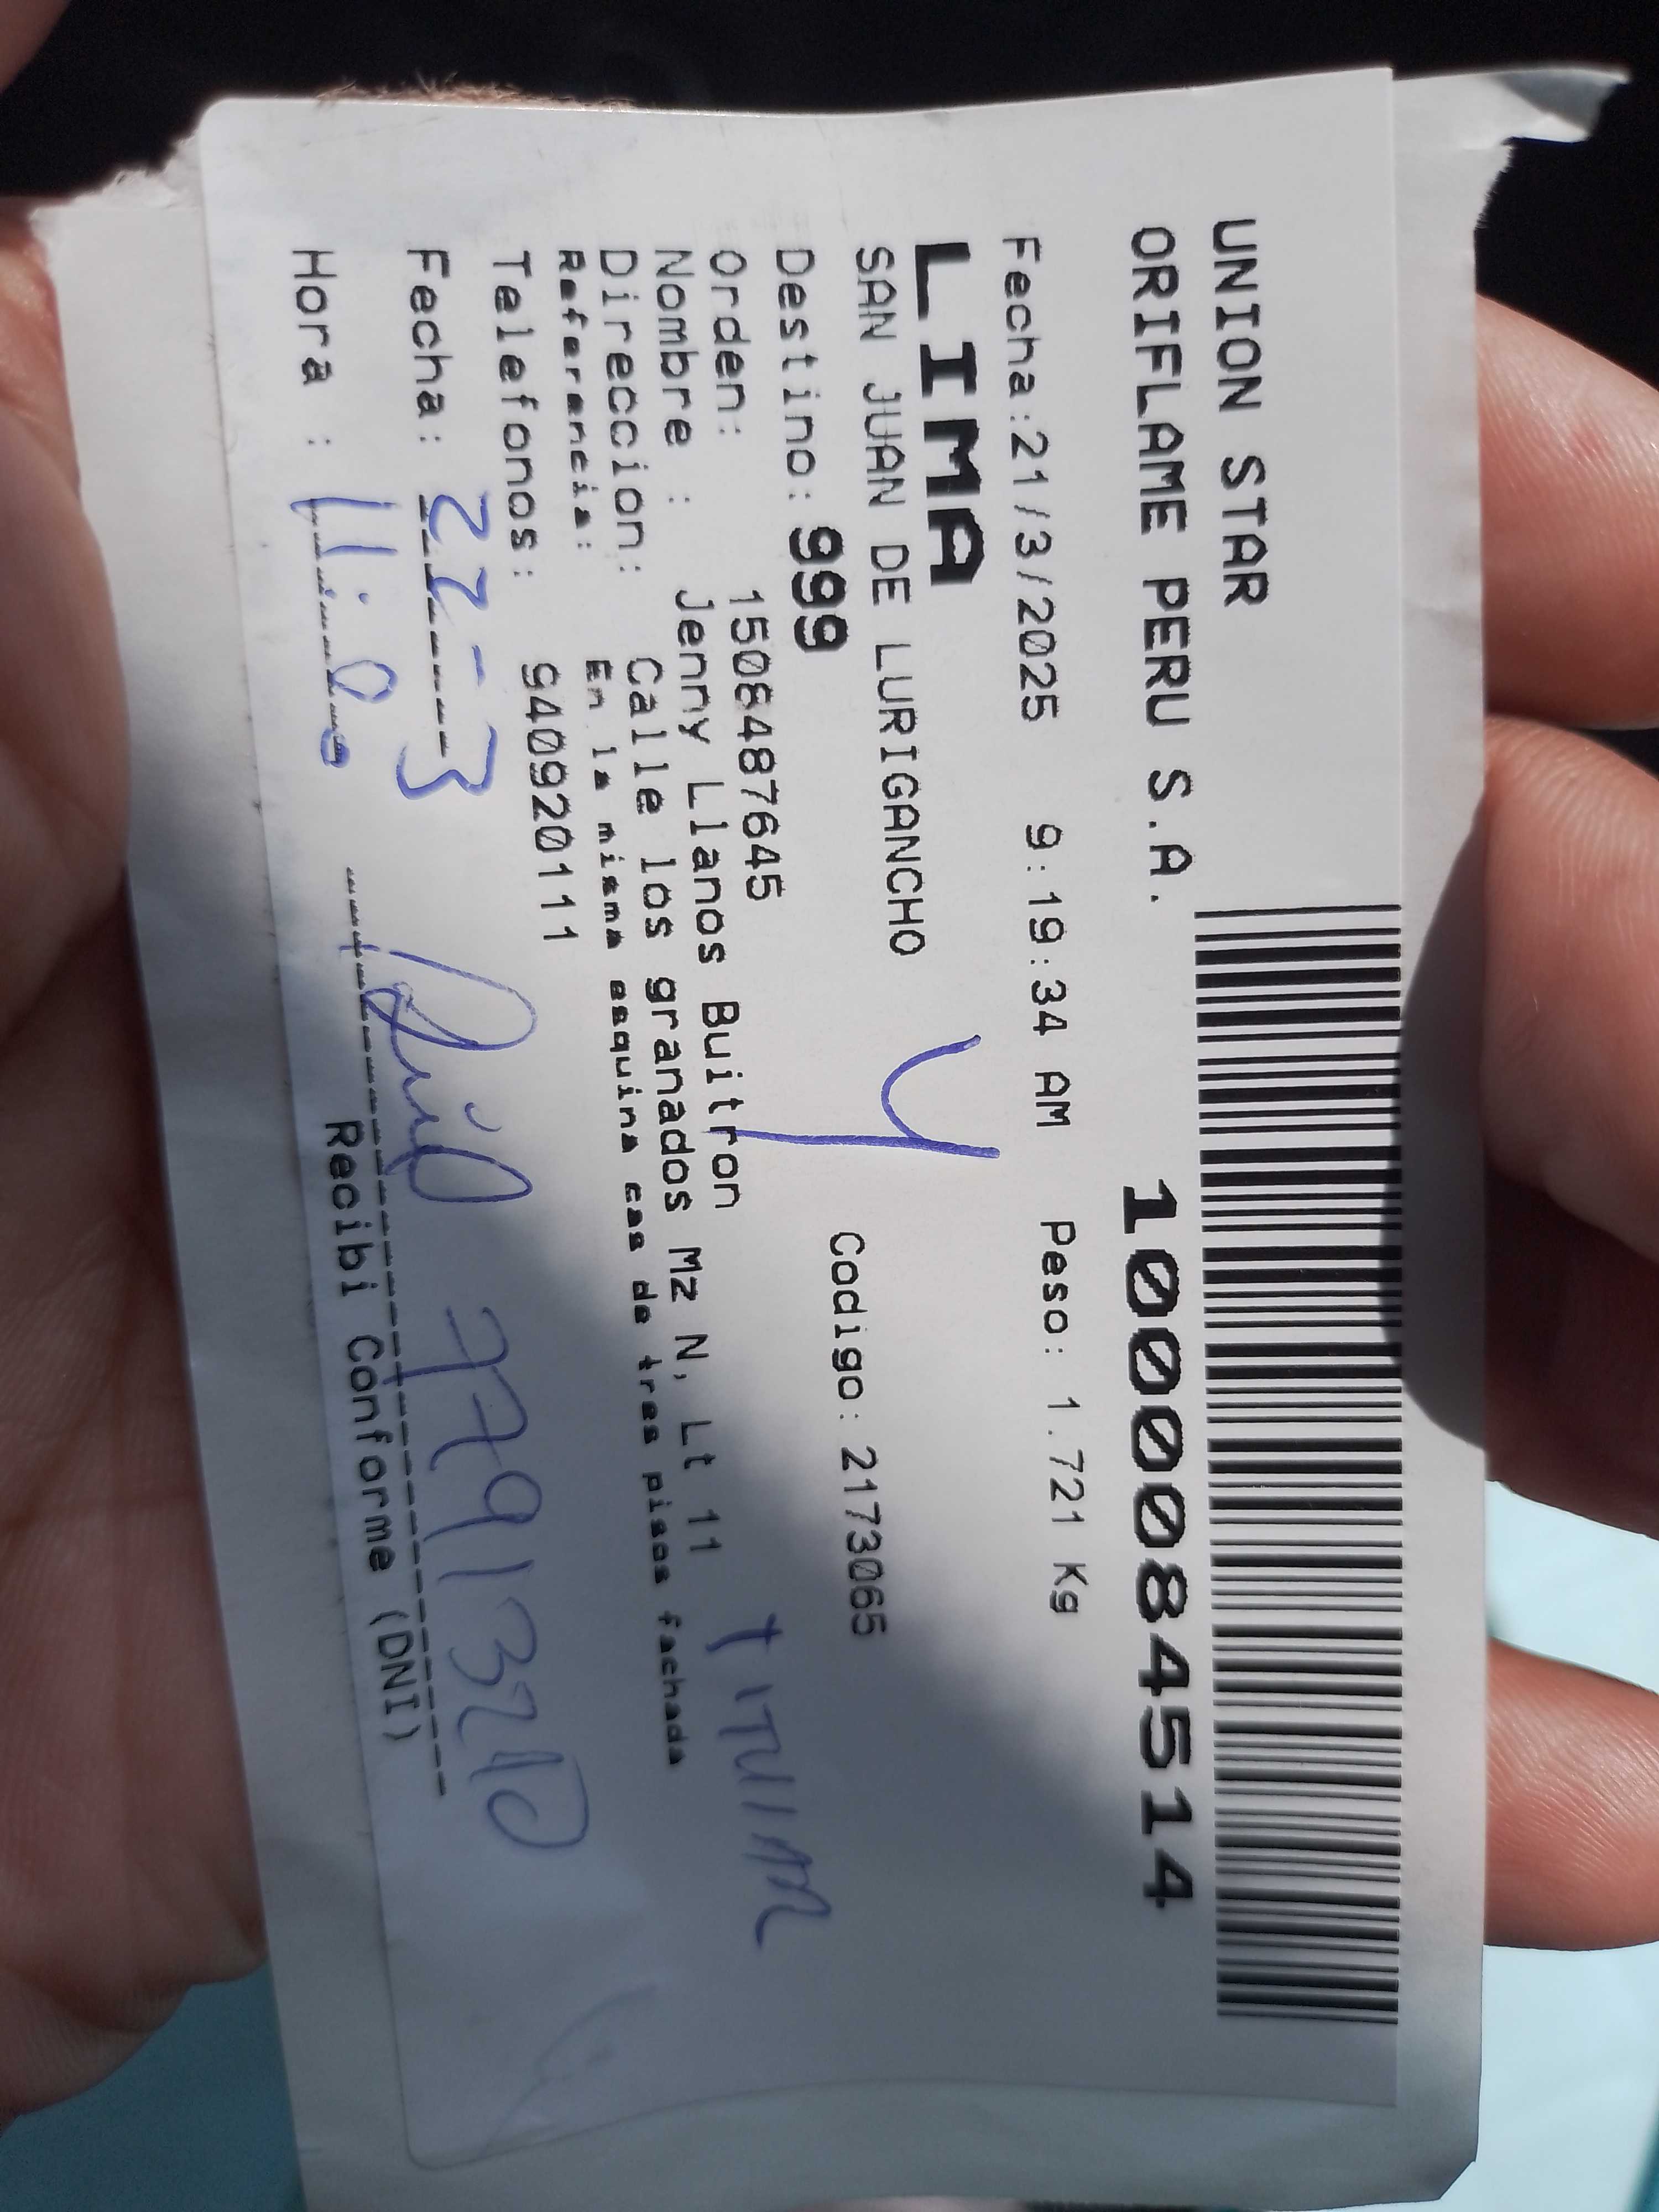 UNION STAR
ORIFLAME PERU S.A. 1000084514
Fecha:21/3/2025 9:19:34 AM Peso: 1.721 Kg
LIMA
SAN JUAN DE LURIGANCHO
Destino: 999 Codigo: 2173065
Orden: 1506487645
Nombre : Jenny Llanos Buitron
Direccion: Calle los granados Mz N, Lt 11
Referencia: En la misma esquina cas de tres pisos fachada
Telefonos: 940920111
TITULAR
Fecha: 22-3
Hora : 11:00
Recibi Conforme (DNI)